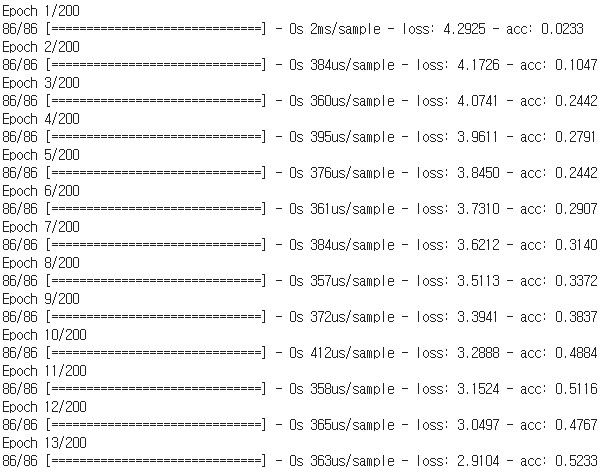 Epoch 1/200
86/86 [==============================] - 0s 2ms/sample - loss: 4.2925 - acc: 0.0233
Epoch 2/200
86/86 [==============================] - 0s 384us/sample - loss: 4.1726 - acc: 0.1047
Epoch 3/200
86/86 [==============================] - 0s 360us/sample - loss: 4.0741 - acc: 0.2442
Epoch 4/200
86/86 [==============================] - 0s 395us/sample - loss: 3.9611 - acc: 0.2791
Epoch 5/200
86/86 [==============================] - 0s 376us/sample - loss: 3.8450 - acc: 0.2442
Epoch 6/200
86/86 [==============================] - 0s 361us/sample - loss: 3.7310 - acc: 0.2907
Epoch 7/200
86/86 [==============================] - 0s 384us/sample - loss: 3.6212 - acc: 0.3140
Epoch 8/200
86/86 [==============================] - 0s 357us/sample - loss: 3.5113 - acc: 0.3372
Epoch 9/200
86/86 [==============================] - 0s 372us/sample - loss: 3.3941 - acc: 0.3837
Epoch 10/200
86/86 [==============================] - 0s 412us/sample - loss: 3.2888 - acc: 0.4884
Epoch 11/200
86/86 [==============================] - 0s 358us/sample - loss: 3.1524 - acc: 0.5116
Epoch 12/200
86/86 [==============================] - 0s 365us/sample - loss: 3.0497 - acc: 0.4767
Epoch 13/200
86/86 [==============================] - 0s 363us/sample - loss: 2.9104 - acc: 0.5233